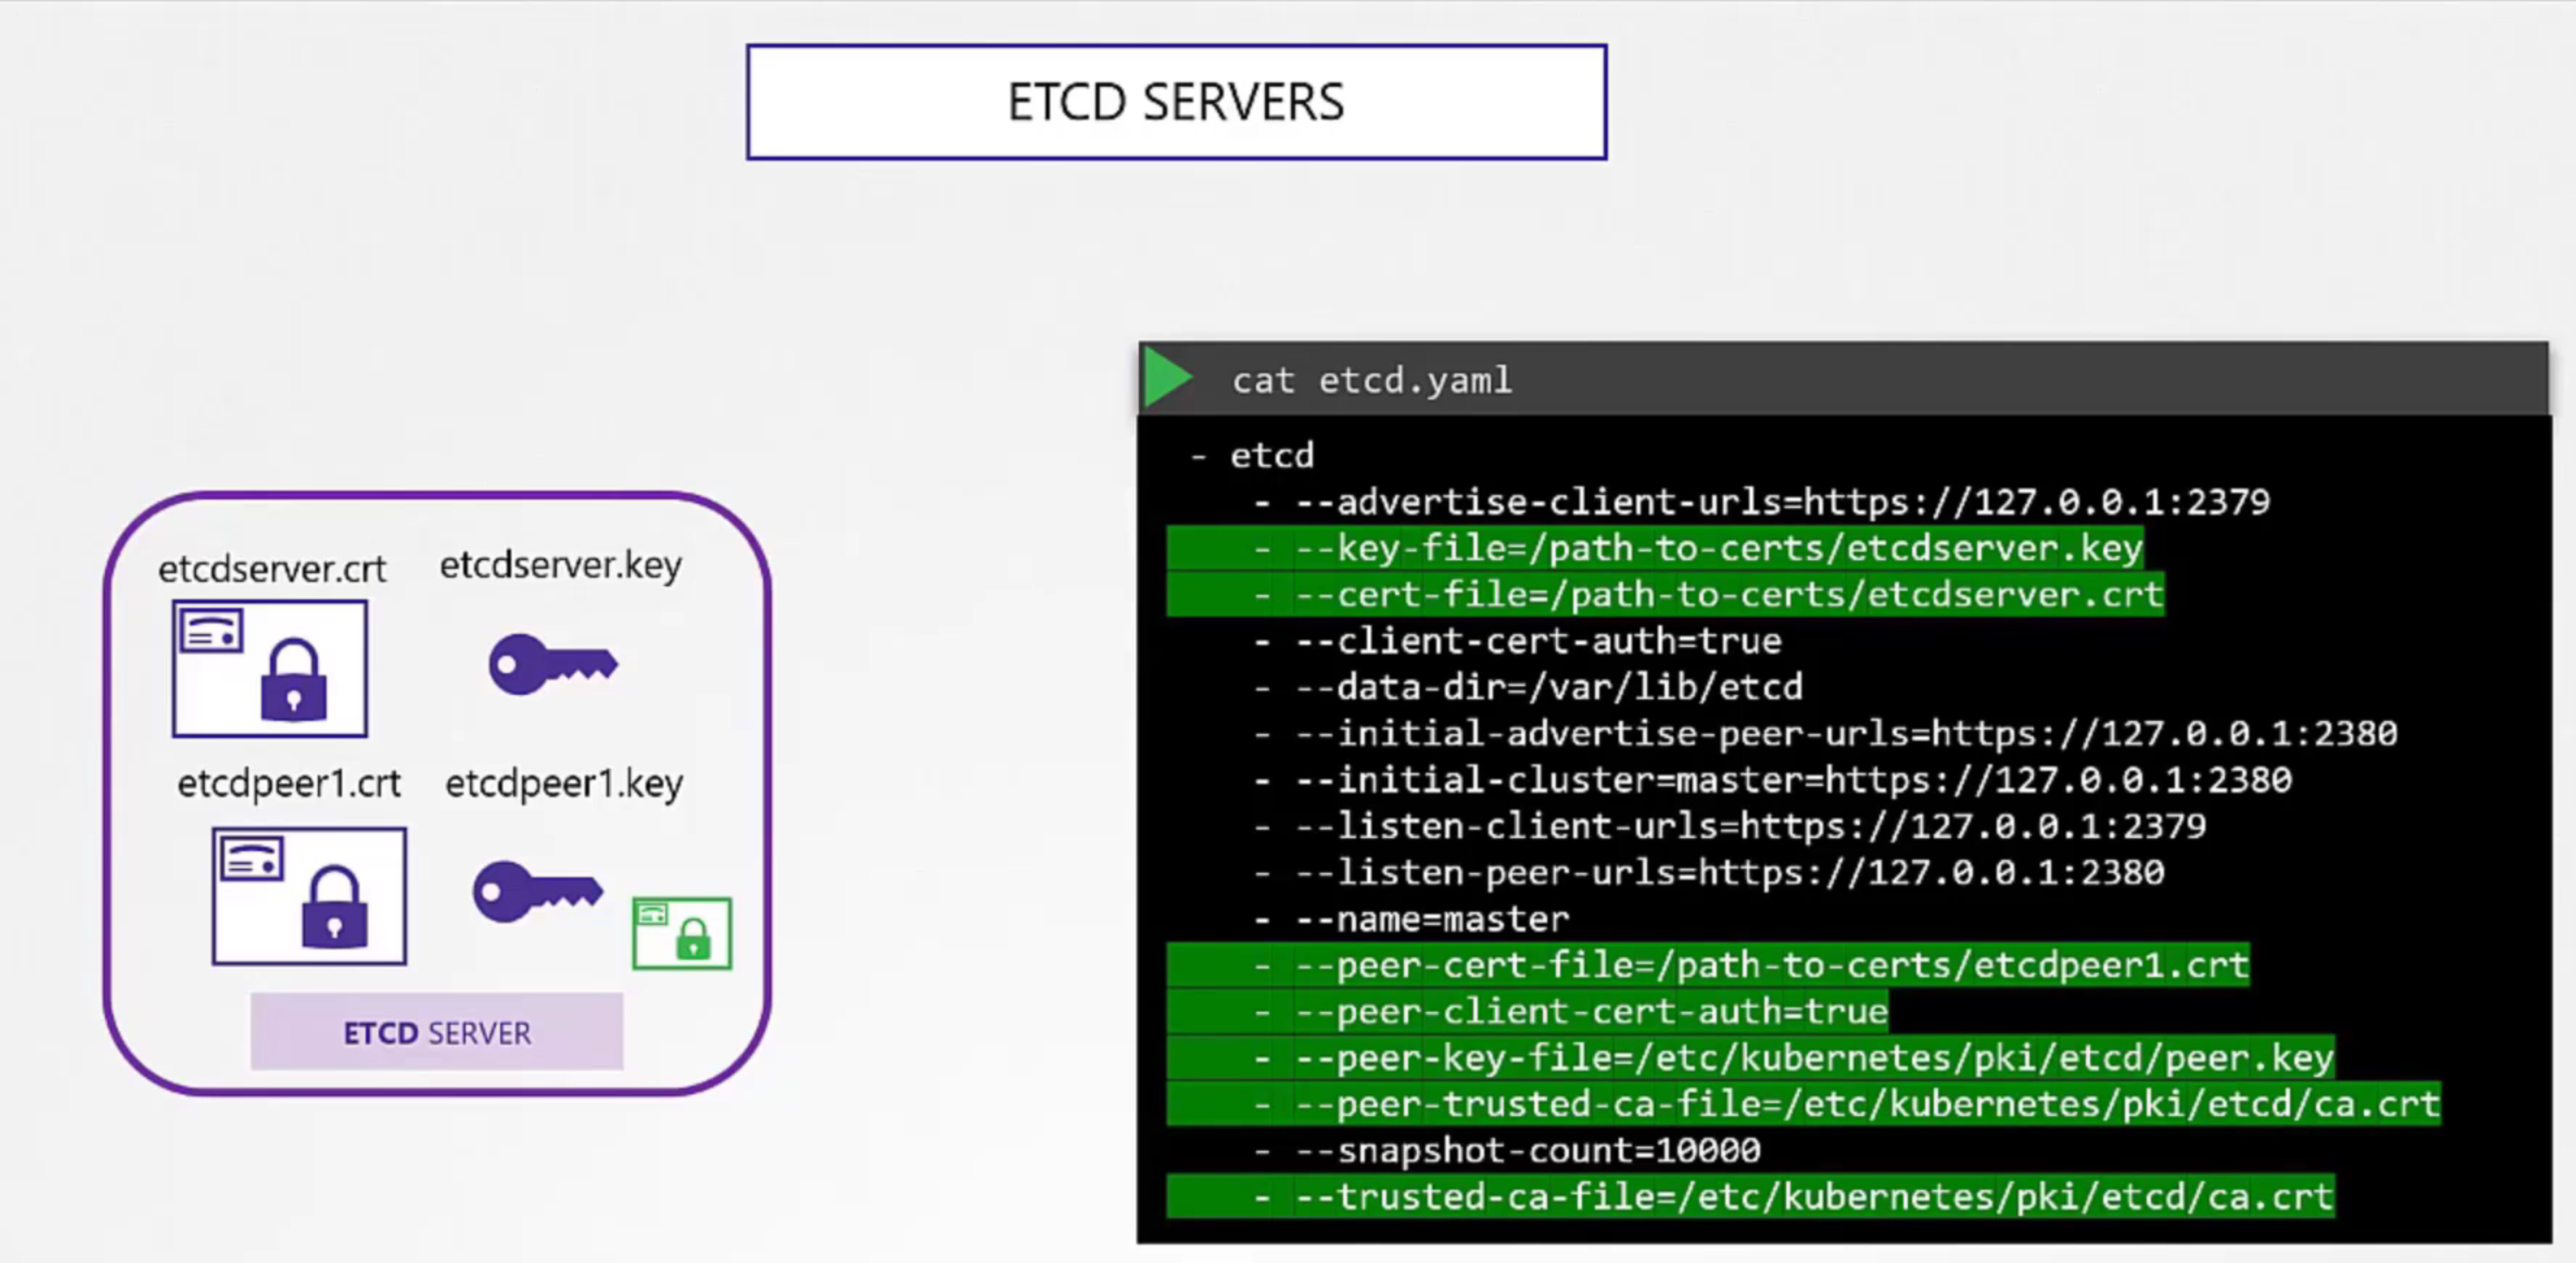 ETCD SERVERS
etcdserver.crt
etcdserver.key
etcdpeer1.crt
etcdpeer1.key
ETCD SERVER
cat etcd.yaml
- etcd
- --advertise-client-urls=https://127.0.0.1:2379
- --key-file=/path-to-certs/etcdserver.key
- --cert-file=/path-to-certs/etcdserver.crt
- --client-cert-auth=true
- --data-dir=/var/lib/etcd
- --initial-advertise-peer-urls=https://127.0.0.1:2380
- --initial-cluster=master=https://127.0.0.1:2380
- --listen-client-urls=https://127.0.0.1:2379
- --listen-peer-urls=https://127.0.0.1:2380
- --name=master
- --peer-cert-file=/path-to-certs/etcdpeer1.crt
- --peer-client-cert-auth=true
- --peer-key-file=/etc/kubernetes/pki/etcd/peer.key
- --peer-trusted-ca-file=/etc/kubernetes/pki/etcd/ca.crt
- --snapshot-count=10000
- --trusted-ca-file=/etc/kubernetes/pki/etcd/ca.crt